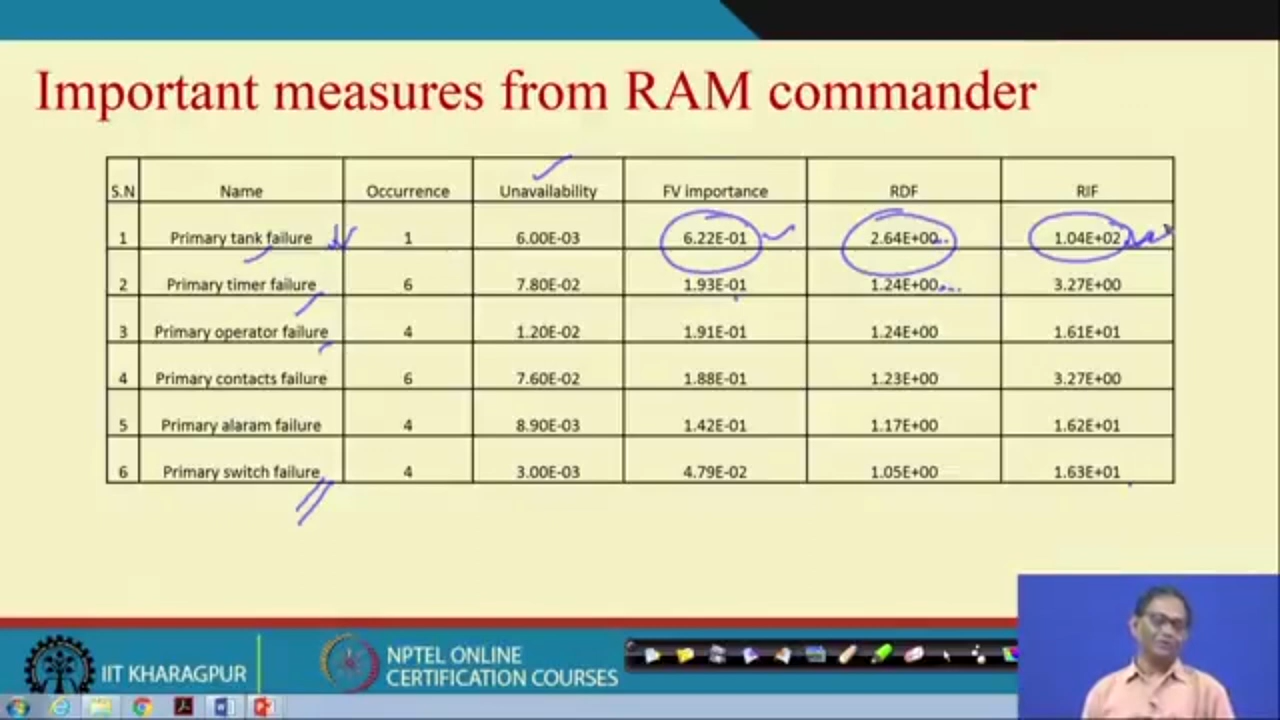 Important measures from RAM commander
S.N Name Occurrence Unavailability FV importance RDF RIF
1 Primary tank failure 1 6.00E-03 6.22E-01 2.64E+00 1.04E+02
2 Primary timer failure 6 7.80E-02 1.93E-01 1.24E+00 3.27E+00
3 Primary operator failure 4 1.20E-02 1.91E-01 1.24E+00 1.61E+01
4 Primary contacts failure 6 7.60E-02 1.88E-01 1.23E+00 3.27E+00
5 Primary alaram failure 4 8.90E-03 1.42E-01 1.17E+00 1.62E+01
6 Primary switch failure 4 3.00E-03 4.79E-02 1.05E+00 1.63E+01
IIT KHARAGPUR
NPTEL ONLINE
CERTIFICATION COURSES